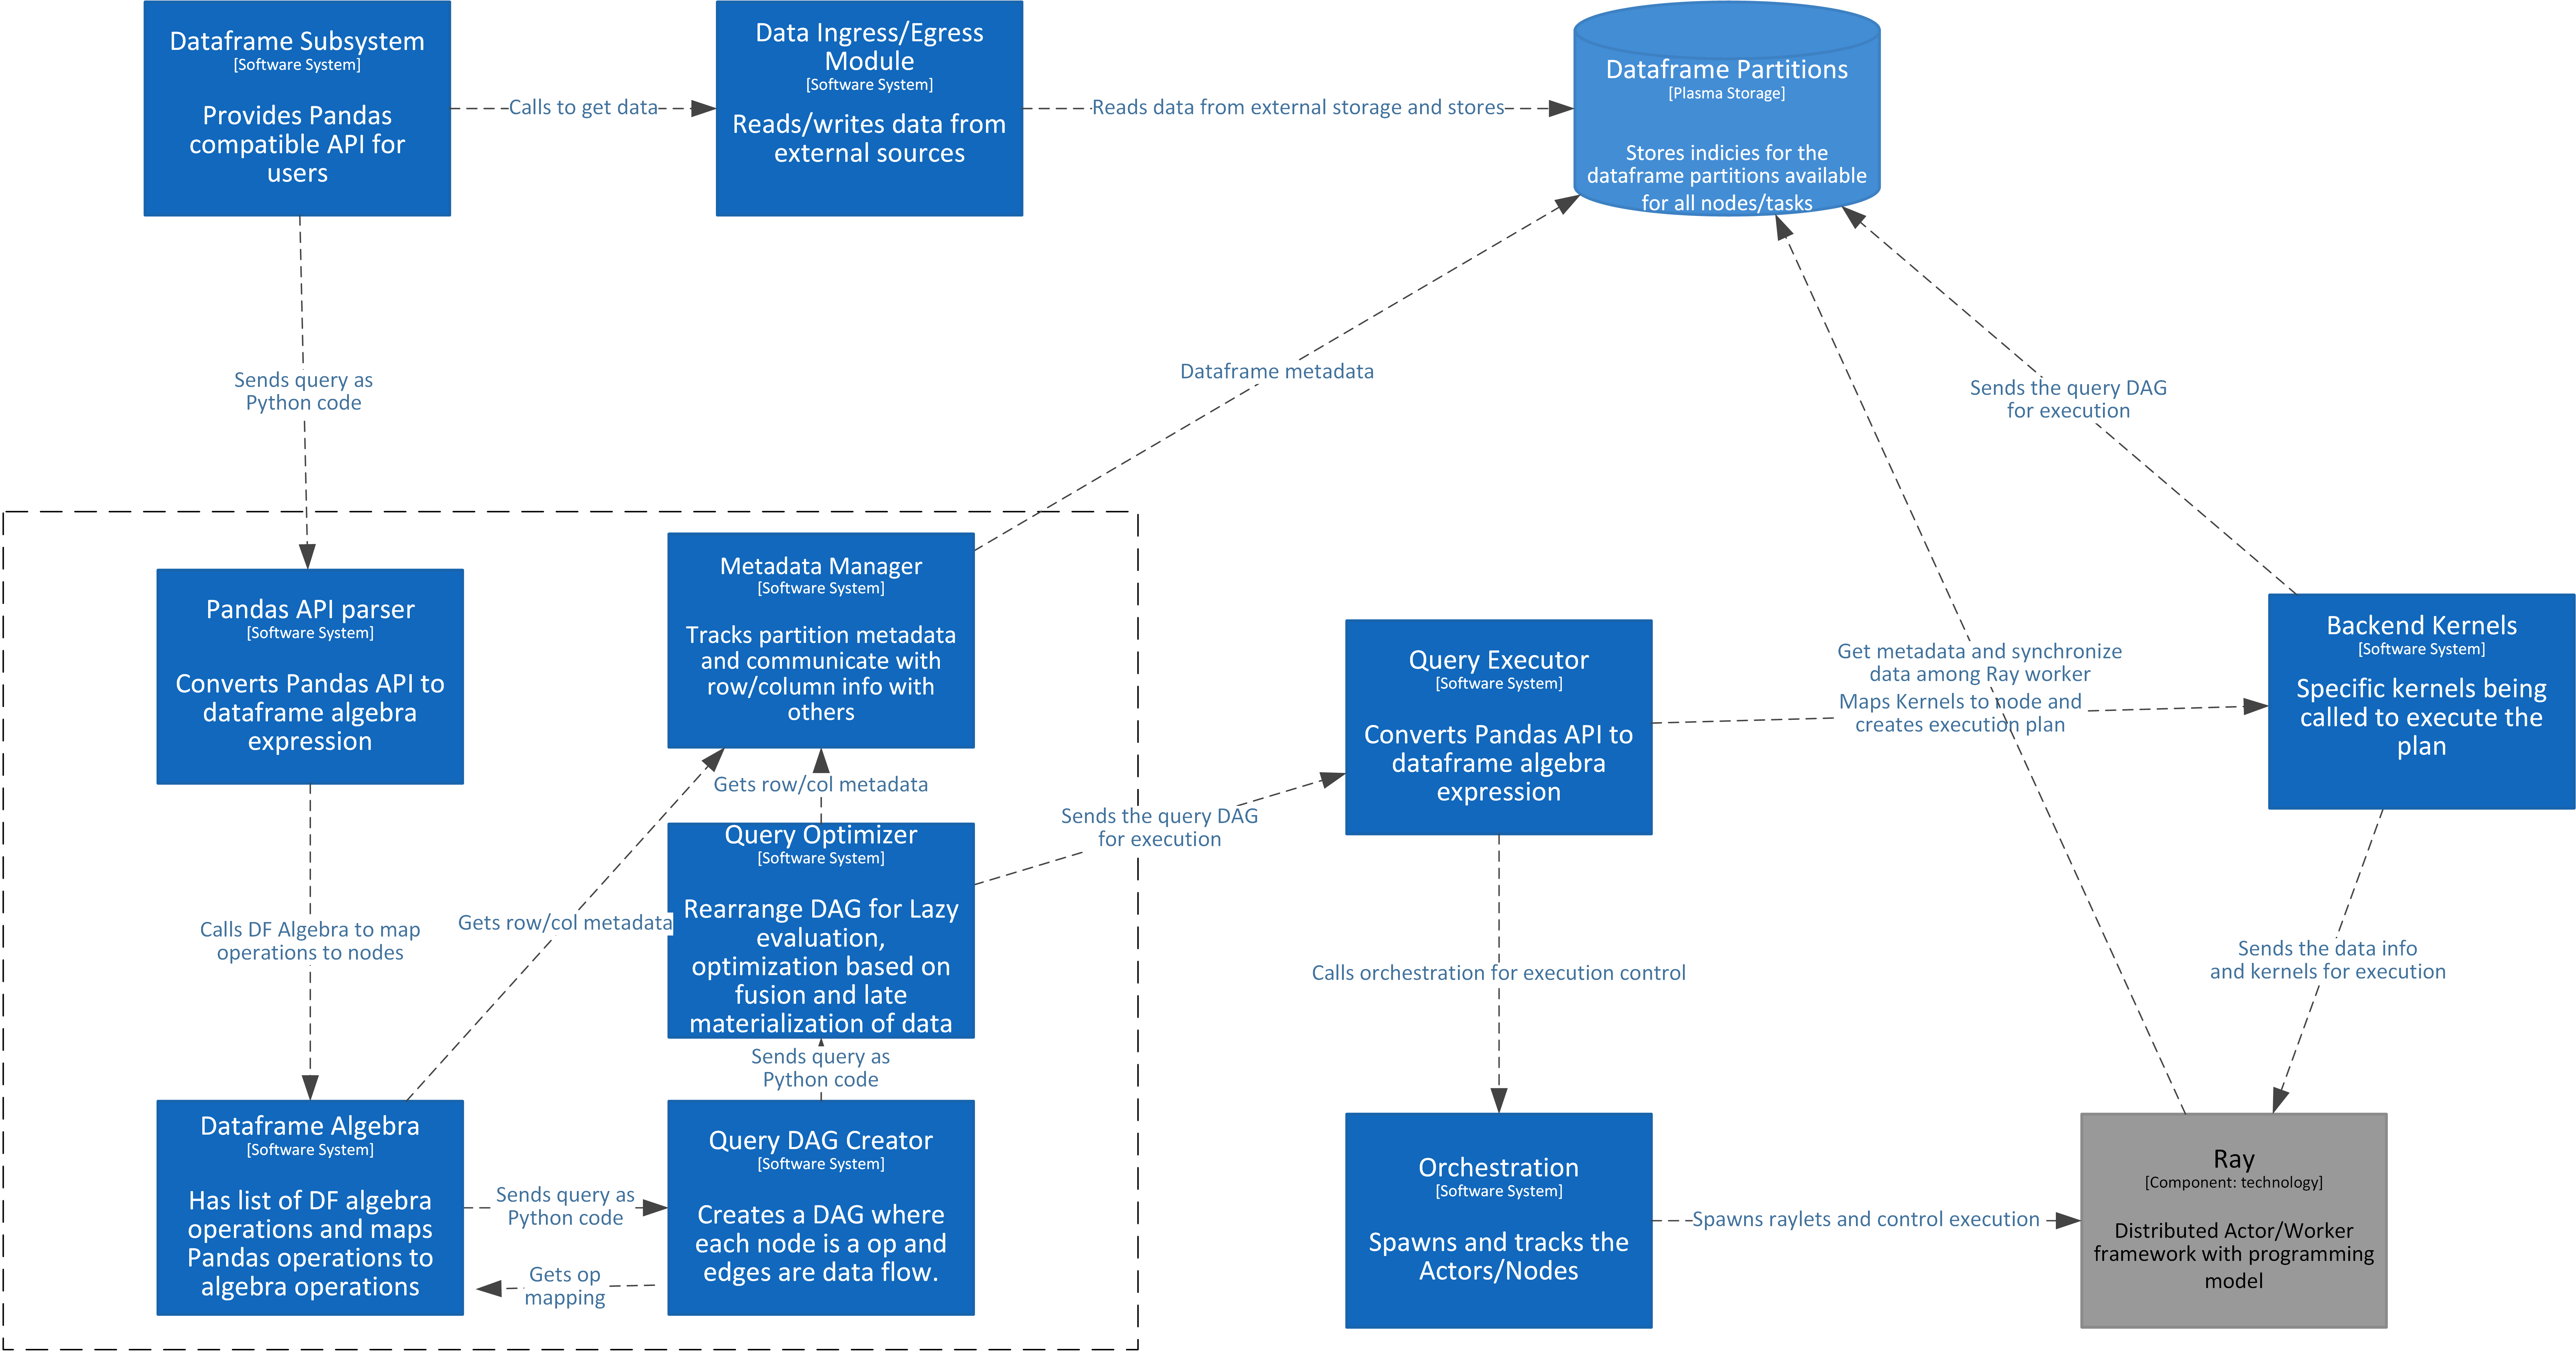 Dataframe Subsystem
[Software System]
Provides Pandas
compatible API for
users
Calls to get data
Data Ingress/Egress
Module
[Software System]
Reads/writes data from
external sources
Reads data from external storage and stores
Dataframe Partitions
[Plasma Storage]
Stores indicies for the
dataframe partitions available
for all nodes/tasks
Sends query as
Python code
Dataframe metadata
Sends the query DAG
for execution
Pandas API parser
[Software System]
Converts Pandas API to
dataframe algebra
expression
Metadata Manager
[Software System]
Tracks partition metadata
and communicate with
row/column info with
others
Gets row/col metadata
Query Optimizer
[Software System]
Rearrange DAG for Lazy
evaluation,
optimization based on
fusion and late
materialization of data
Gets row/col metadata
Calls DF Algebra to map
operations to nodes
Sends query as
Python code
Dataframe Algebra
[Software System]
Has list of DF algebra
operations and maps
Pandas operations to
algebra operations
Sends query as
Python code
Gets op
mapping
Query DAG Creator
[Software System]
Creates a DAG where
each node is a op and
edges are data flow.
Sends the query DAG
for execution
Query Executor
[Software System]
Converts Pandas API to
dataframe algebra
expression
Get metadata and synchronize
data among Ray worker
Maps Kernels to node and
creates execution plan
Backend Kernels
[Software System]
Specific kernels being
called to execute the
plan
Calls orchestration for execution control
Sends the data info
and kernels for execution
Orchestration
[Software System]
Spawns and tracks the
Actors/Nodes
Spawns raylets and control execution
Ray
[Component: technology]
Distributed Actor/Worker
framework with programming
model